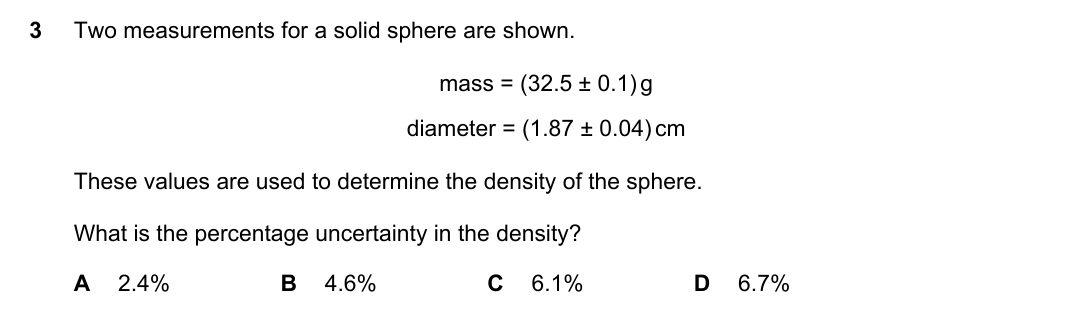 3 Two measurements for a solid sphere are shown.
mass = (32.5 ± 0.1) g
diameter = (1.87 ± 0.04) cm
These values are used to determine the density of the sphere.
What is the percentage uncertainty in the density?
A 2.4% B 4.6% C 6.1% D 6.7%